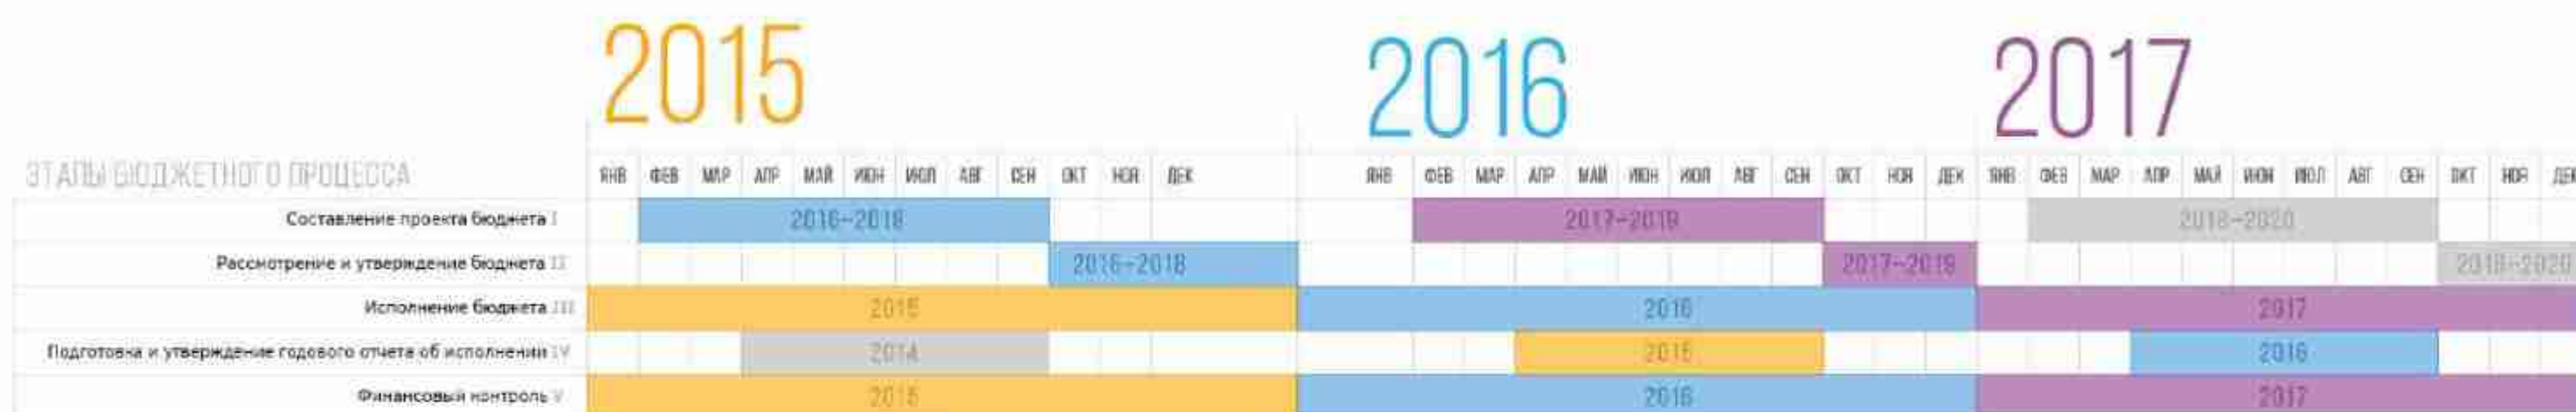 2015 2016 2017
ЭТАПЫ БЮДЖЕТНОГО ПРОЦЕССА ЯНВ ФЕВ МАР АПР МАЙ ИЮН ИЮЛ АВГ СЕН ОКТ НОЯ ДЕК ЯНВ ФЕВ МАР АПР МАЙ ИЮН ИЮЛ АВГ СЕН ОКТ НОЯ ДЕК ЯНВ ФЕВ МАР АПР МАЙ ИЮН ИЮЛ АВГ СЕН ОКТ НОЯ ДЕК
Составление проекта бюджета I 2016-2018 2017-2019 2018-2020
Рассмотрение и утверждение бюджета II 2016-2018 2017-2019 2018-2020
Исполнение бюджета III 2015 2016 2017
Подготовка и утверждение годового отчета об исполнении IV 2014 2015 2016
Финансовый контроль V 2015 2016 2017